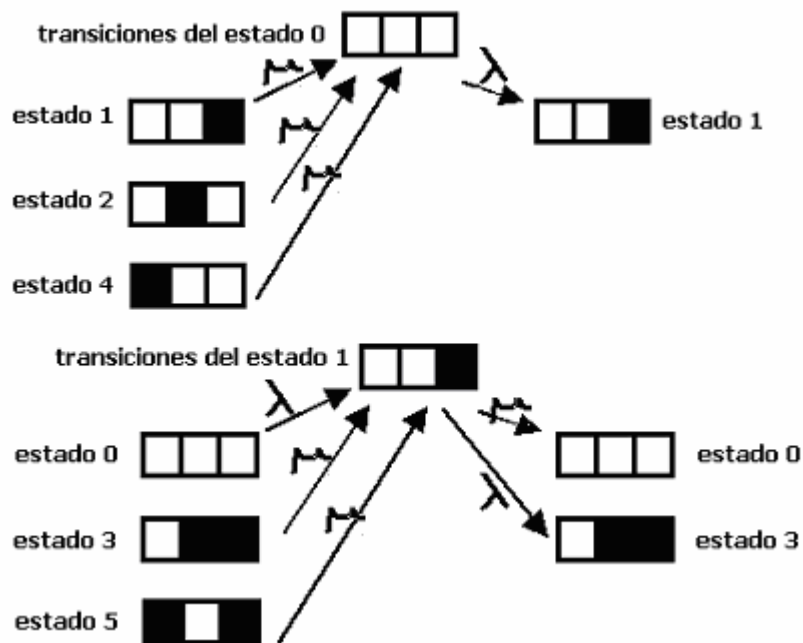 transiciones del estado 0
μ
λ
estado 1
μ
estado 1
μ
estado 2
estado 4
transiciones del estado 1
λ
μ
estado 0
μ
estado 0
μ
λ
estado 3
estado 3
estado 5